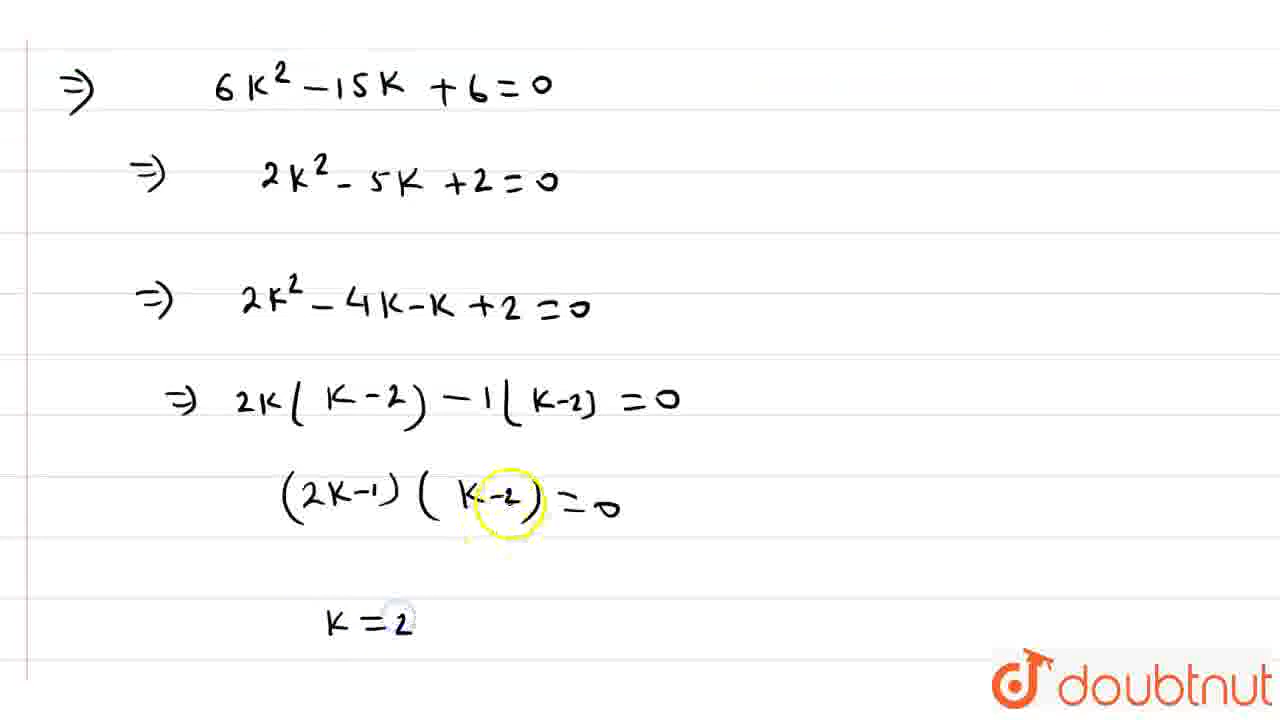 ⇒ 6K² - 15K + 6 = 0
⇒ 2K² - 5K + 2 = 0
⇒ 2K² - 4K - K + 2 = 0
⇒ 2K ( K - 2 ) - 1 ( K - 2 ) = 0
(2K - 1) ( K - 2 ) = 0
K = 2
doubtnut